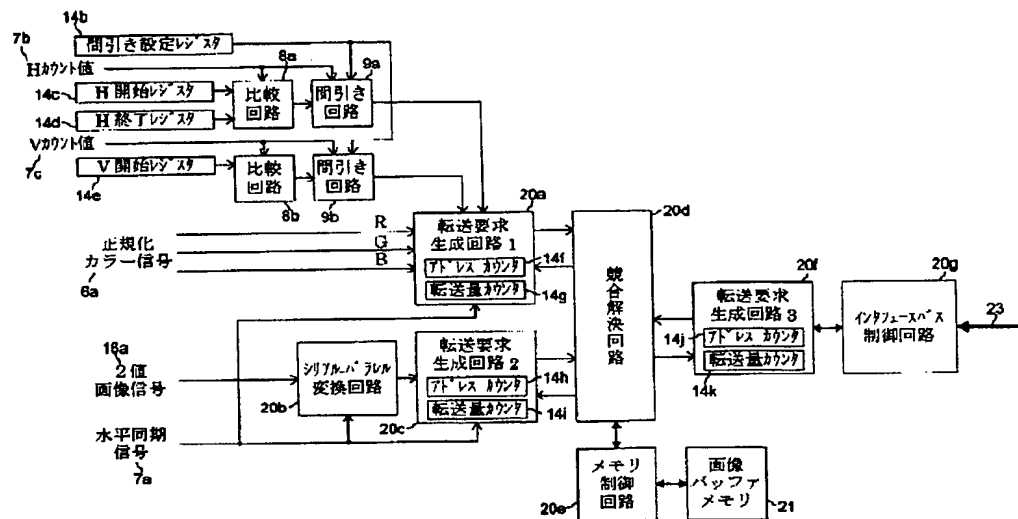 14b
間引き設定レジスタ
7b
Hカウント値
8a
9a
14c
H 開始レジスタ
比較
回路
間引き
回路
14d
H 終了レジスタ
Vカウント値
7c
V 開始レジスタ
14e
比較
回路
間引き
回路
8b
9b
20a
20d
正規化
カラー信号
6a
R
G
B
転送要求
生成回路1
アドレス カウンタ
14f
転送量カウンタ
14g
競合解決回路
20f
転送要求
生成回路3
14j
アドレス カウンタ
転送量カウンタ
14k
20g
インタフェースバス
制御回路
23
16a
2値
画像信号
シリアル-パラレル
変換回路
20b
転送要求
生成回路2
アドレス カウンタ
14h
転送量カウンタ
14i
20c
水平同期
信号
7a
メモリ
制御
回路
20e
画像
バッファ
メモリ
21